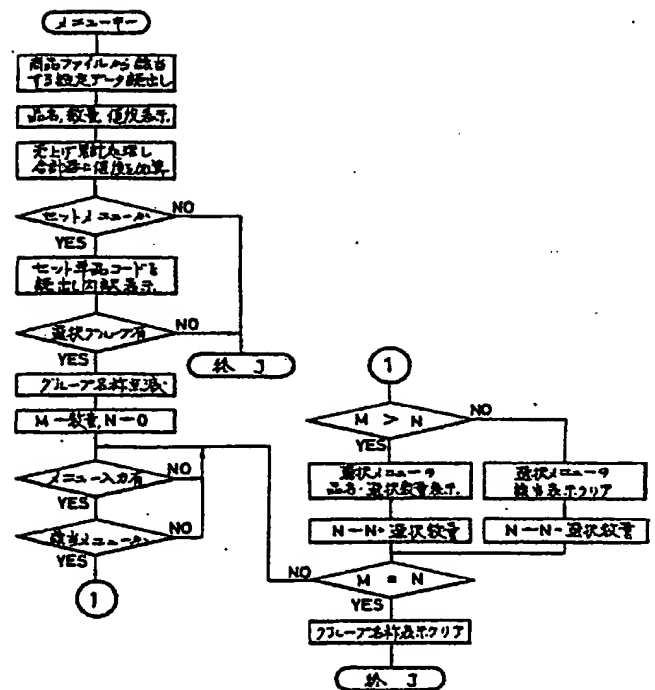 メニューキー
商品ファイルから該当
する設定データ読出し
品名,数量,値段表示
売上げ累計処理し
合計器に値段を加算
セットメニューか
NO
YES
セット単品コードを
読出し内訳表示
選択グループ有
NO
YES
終了
グループ名称点滅
M←数量,N←0
メニュー入力有
NO
YES
該当メニューか
NO
YES
1
1
M > N
NO
YES
選択メニューの
品名・選択数量表示
選択メニューの
該当表示クリア
N←N+選択数量
N←N-選択数量
M = N
NO
YES
グループ名称表示クリア
終了